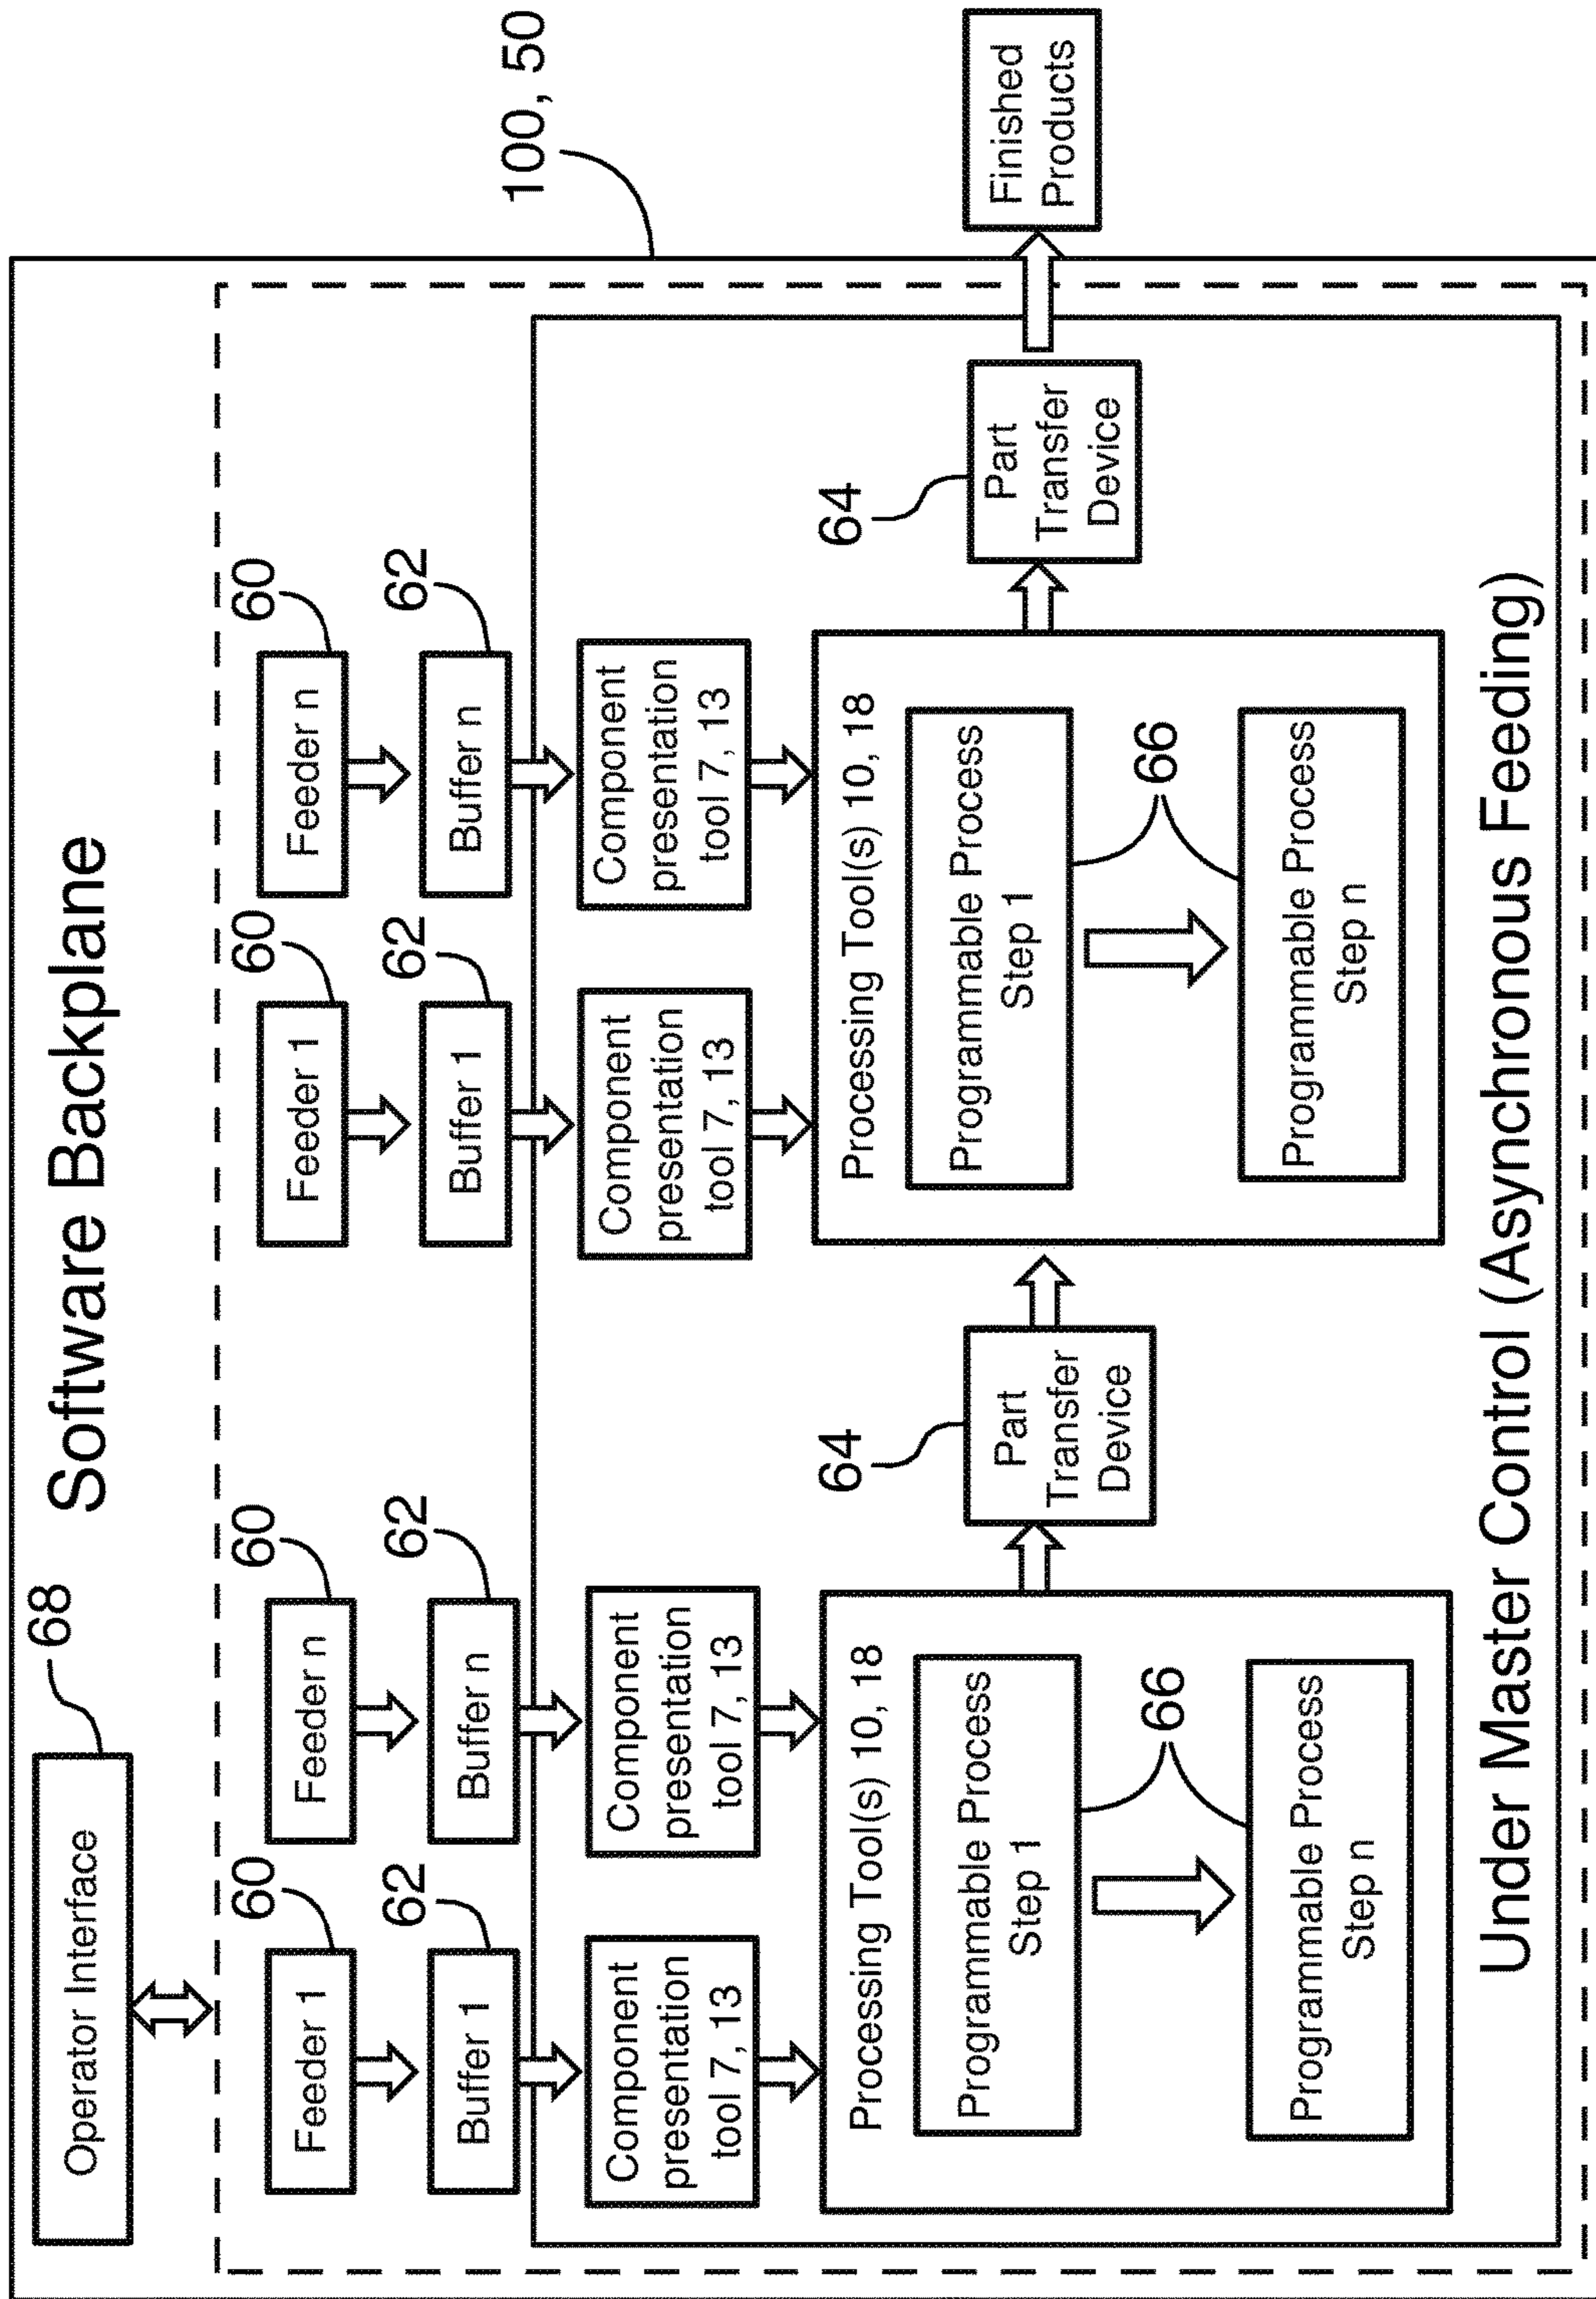 Software Backplane
68
Operator Interface
100, 50
60
60
60
60
Feeder 1
Feeder n
Feeder 1
Feeder n
62
62
62
62
Buffer 1
Buffer n
Buffer 1
Buffer n
Component
presentation
tool 7, 13
Component
presentation
tool 7, 13
Component
presentation
tool 7, 13
Component
presentation
tool 7, 13
Processing Tool(s) 10, 18
Programmable Process
Step 1
66
Programmable Process
Step n
64
Part
Transfer
Device
Processing Tool(s) 10, 18
Programmable Process
Step 1
66
Programmable Process
Step n
64
Part
Transfer
Device
Finished
Products
Under Master Control (Asynchronous Feeding)